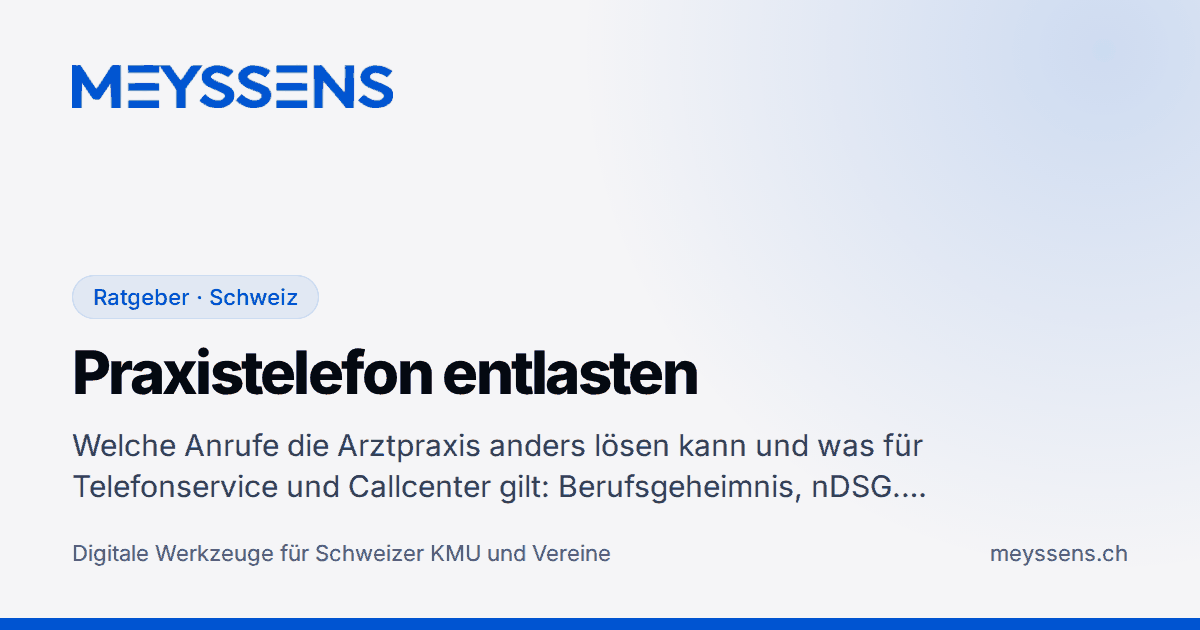 MEYSSENS
Ratgeber · Schweiz
Praxistelefon entlasten
Welche Anrufe die Arztpraxis anders lösen kann und was für
Telefonservice und Callcenter gilt: Berufsgeheimnis, nDSG....
Digitale Werkzeuge für Schweizer KMU und Vereine
meyssens.ch